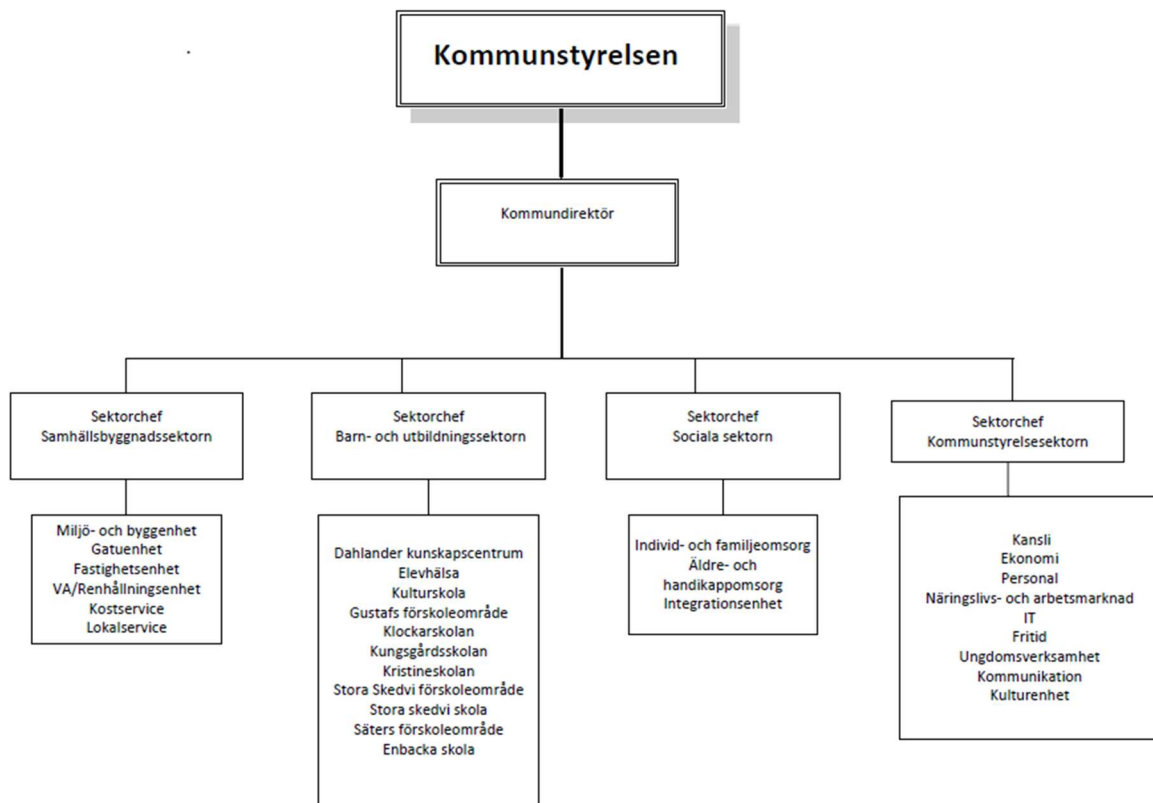 Kommunstyrelsen
Kommundirektör
Sektorchef
Samhällsbyggnadssektorn
Sektorchef
Barn- och utbildningssektorn
Sektorchef
Sociala sektorn
Sektorchef
Kommunstyrelsesektorn
Miljö- och byggenhet
Gatuenhet
Fastighetsenhet
VA/Renhållningsenhet
Kostservice
Lokalservice
Dahlander kunskapscentrum
Elevhälsa
Kulturskola
Gustafs förskoleområde
Klockarskolan
Kungsgårdsskolan
Kristineskolan
Stora Skedvi förskoleområde
Stora skedvi skola
Säters förskoleområde
Enbacka skola
Individ- och familjeomsorg
Äldre- och
handikappomsorg
Integrationsenhet
Kansli
Ekonomi
Personal
Näringslivs- och arbetsmarknad
IT
Fritid
Ungdomsverksamhet
Kommunikation
Kulturenhet